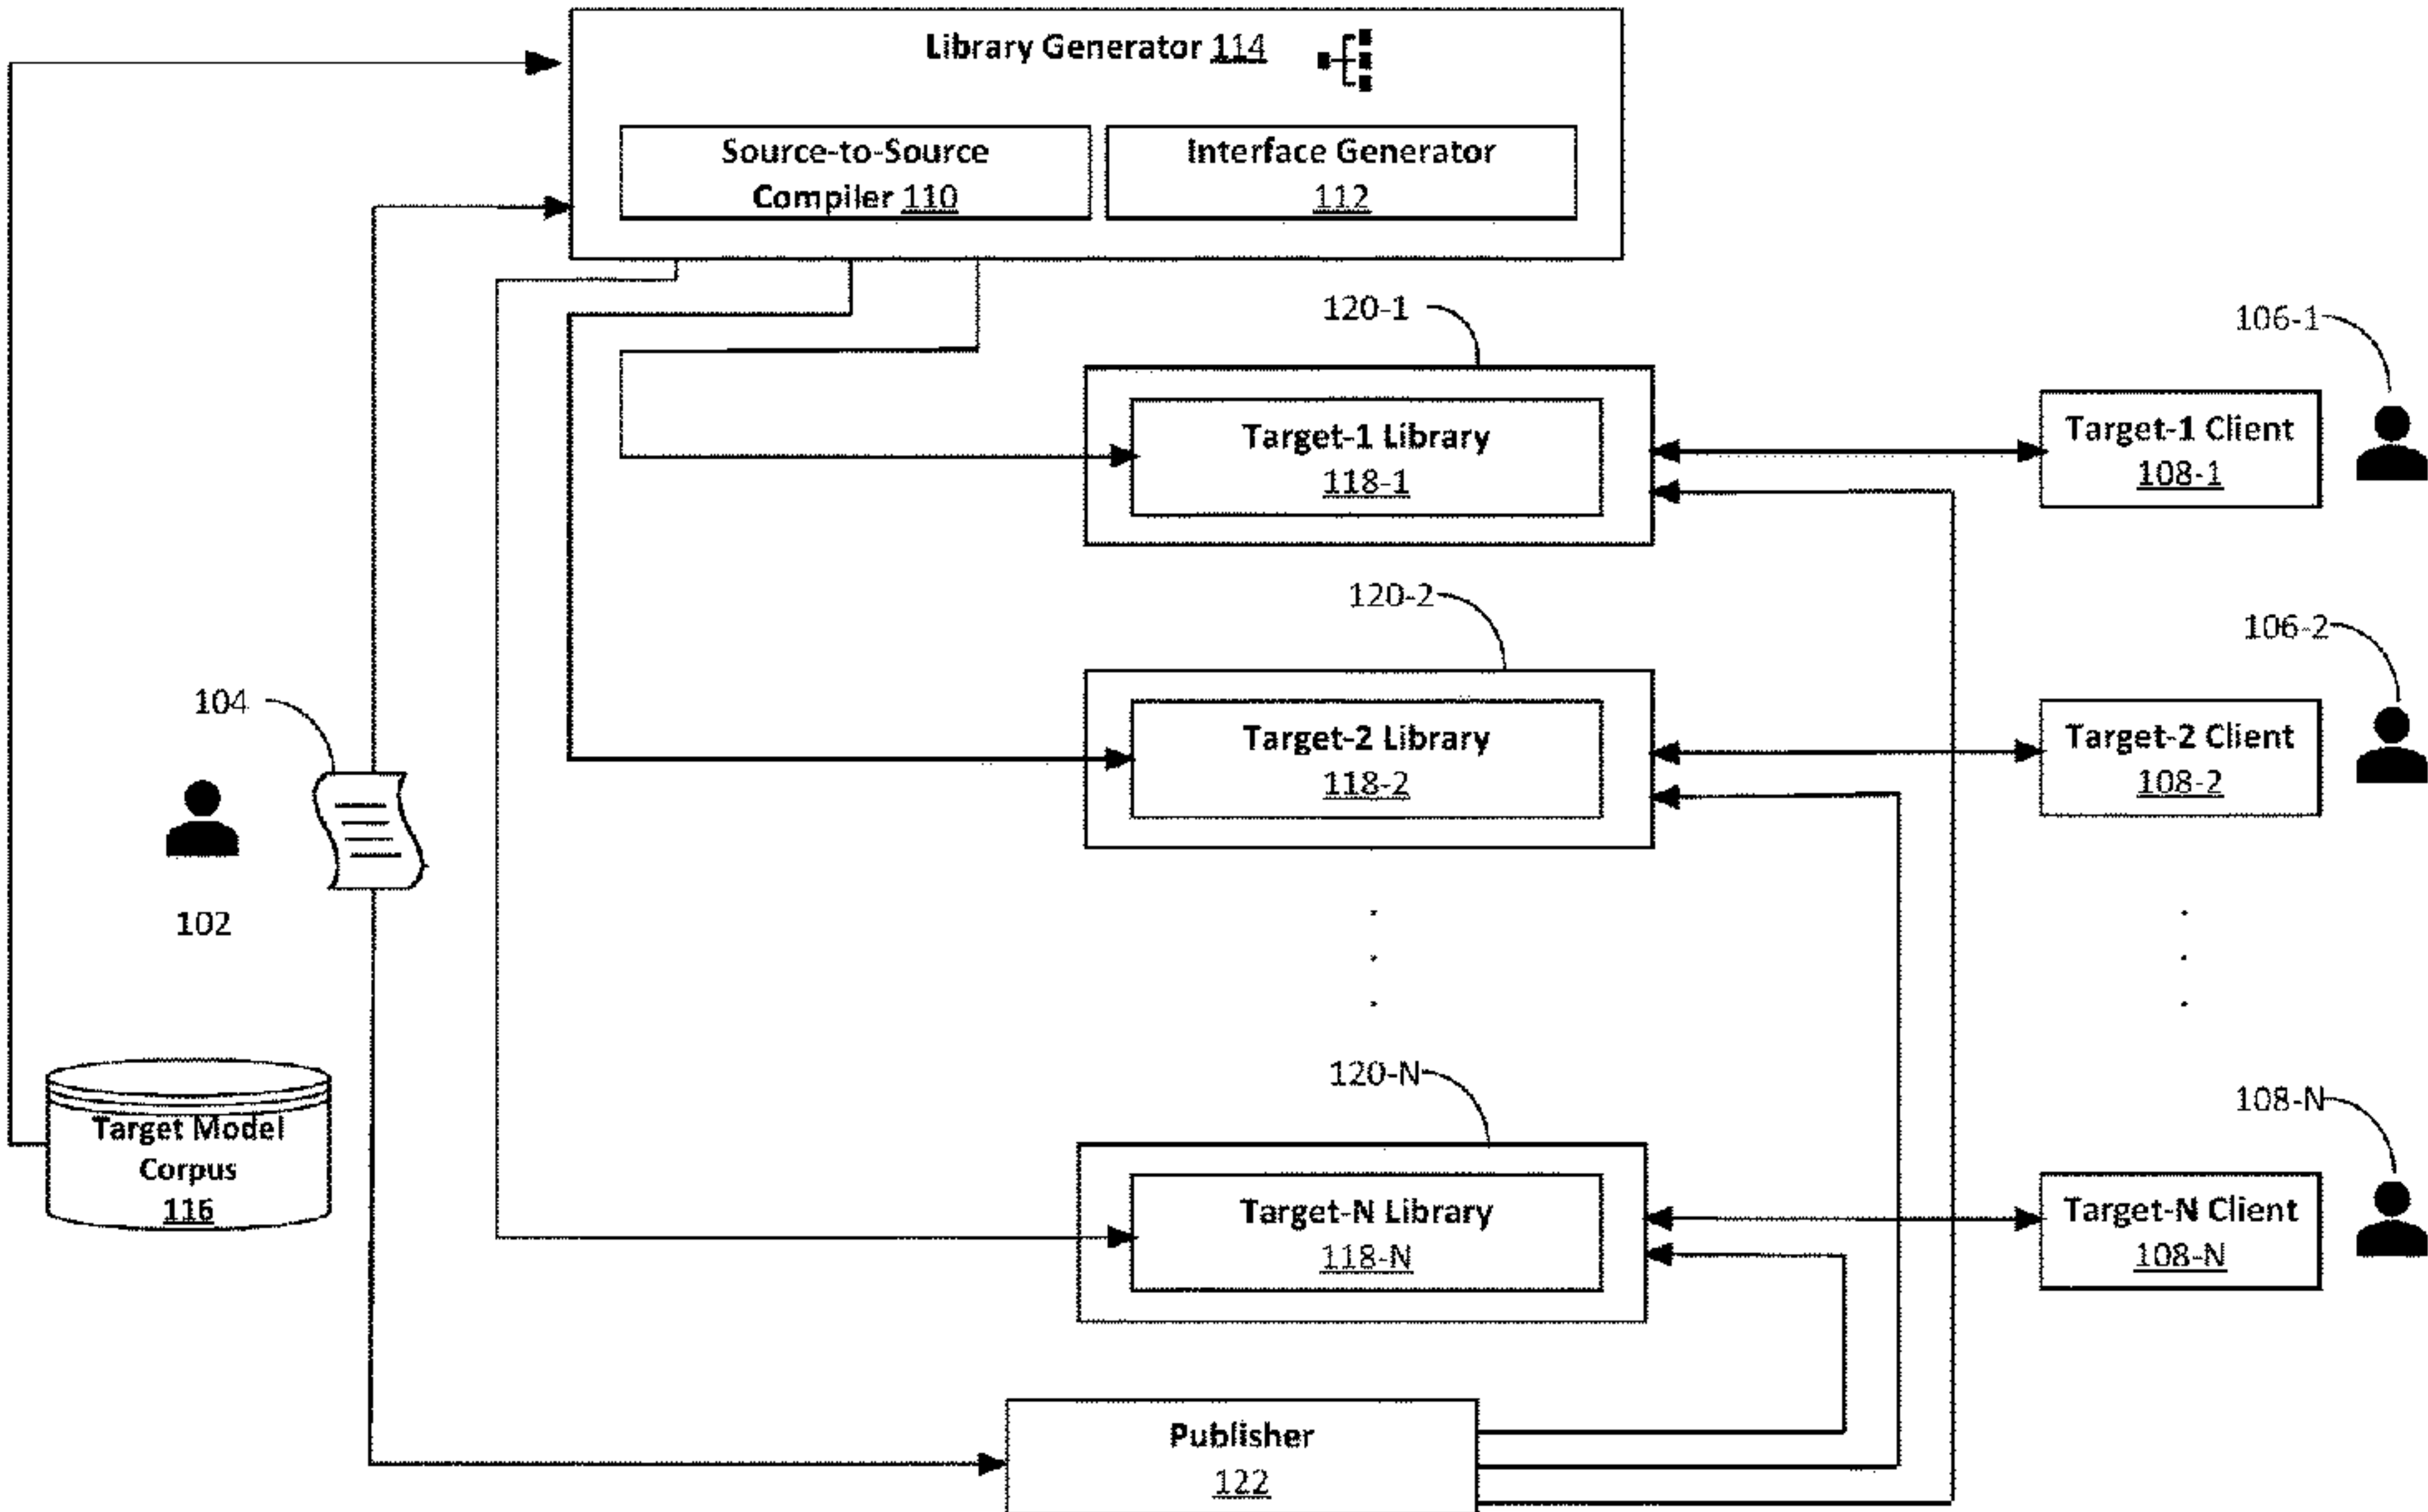 Library Generator 114
Source-to-Source
Compiler 110
Interface Generator
112
120-1
106-1
Target-1 Library
118-1
Target-1 Client
108-1
120-2
106-2
104
Target-2 Library
118-2
Target-2 Client
108-2
102
120-N
108-N
Target Model
Corpus
116
Target-N Library
118-N
Target-N Client
108-N
Publisher
122